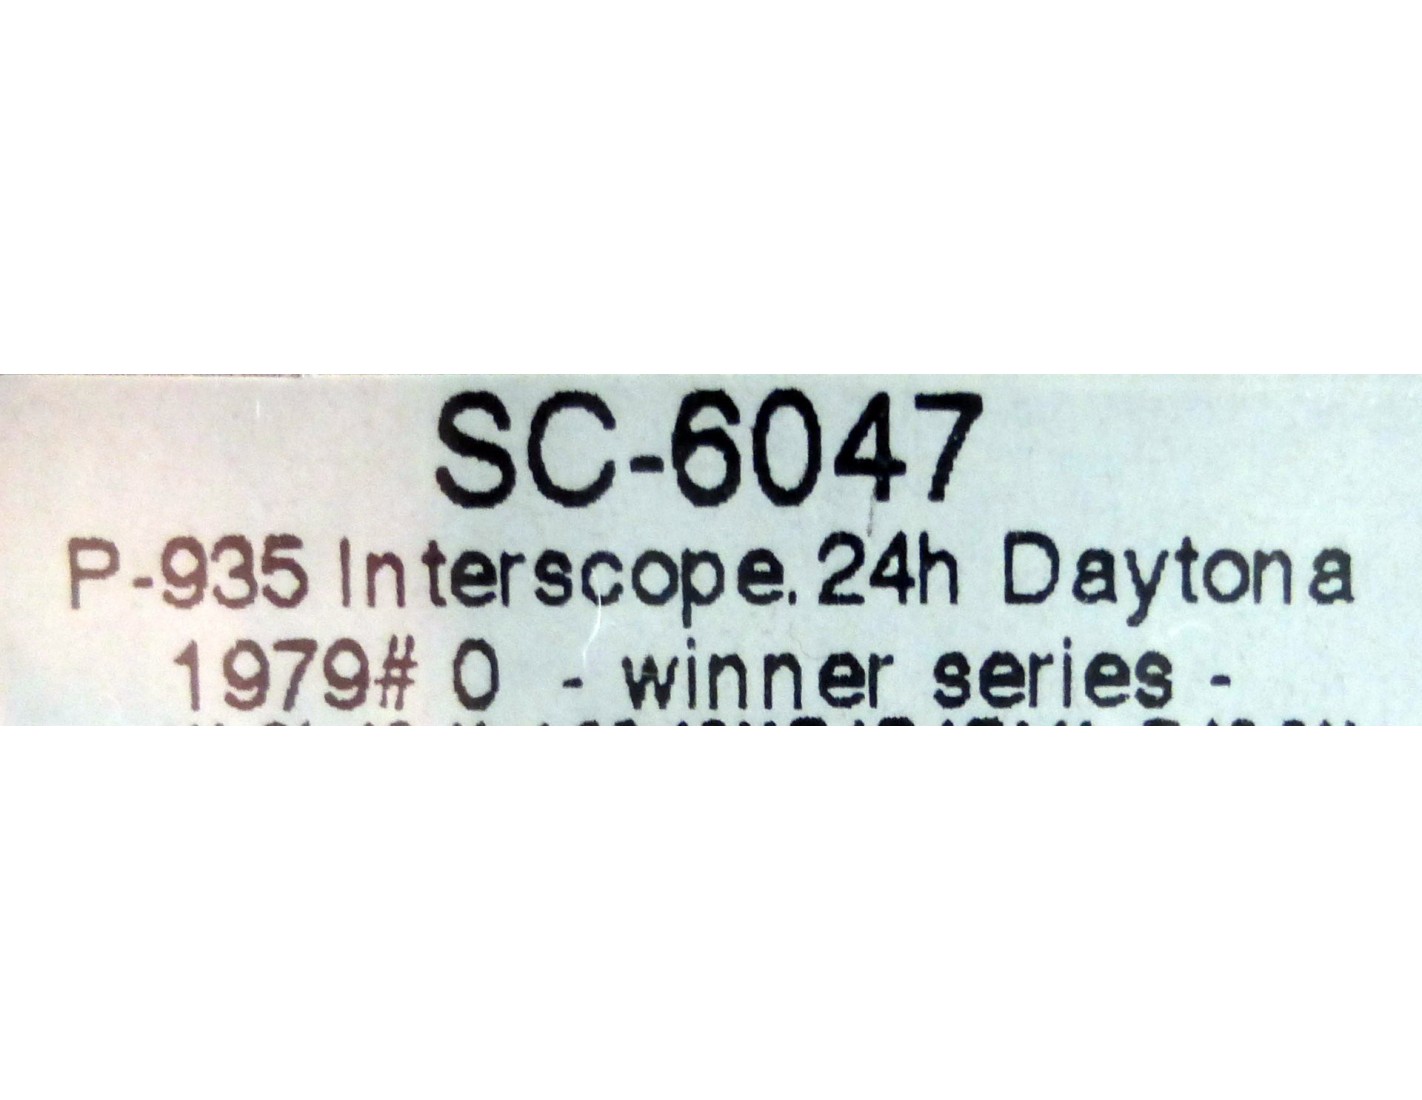 SC-6047
P-935 Interscope. 24h Daytona
1979# 0 - winner series -